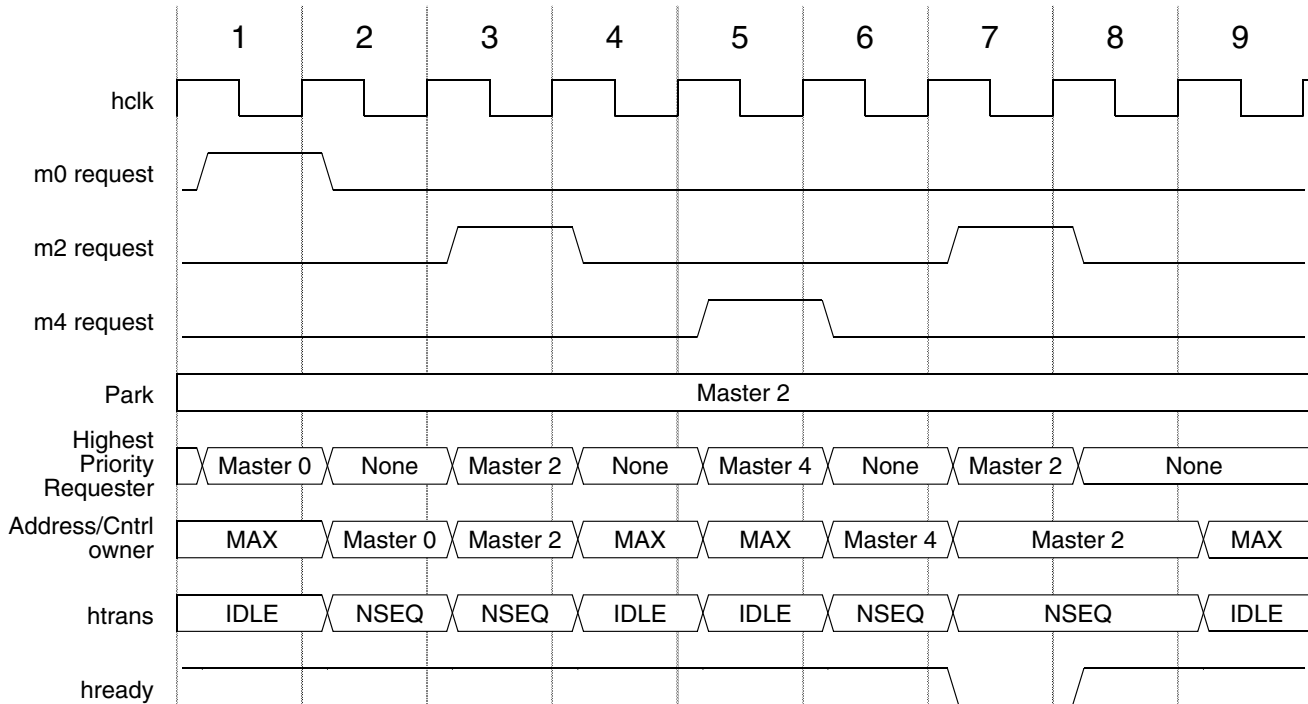 1 2 3 4 5 6 7 8 9
hclk
m0 request
m2 request
m4 request
Park Master 2
Highest
Priority
Requester
Master 0 None Master 2 None Master 4 None Master 2 None
Address/Cntrl
owner
MAX Master 0 Master 2 MAX MAX Master 4 Master 2 MAX
htrans IDLE NSEQ NSEQ IDLE IDLE NSEQ NSEQ IDLE
hready